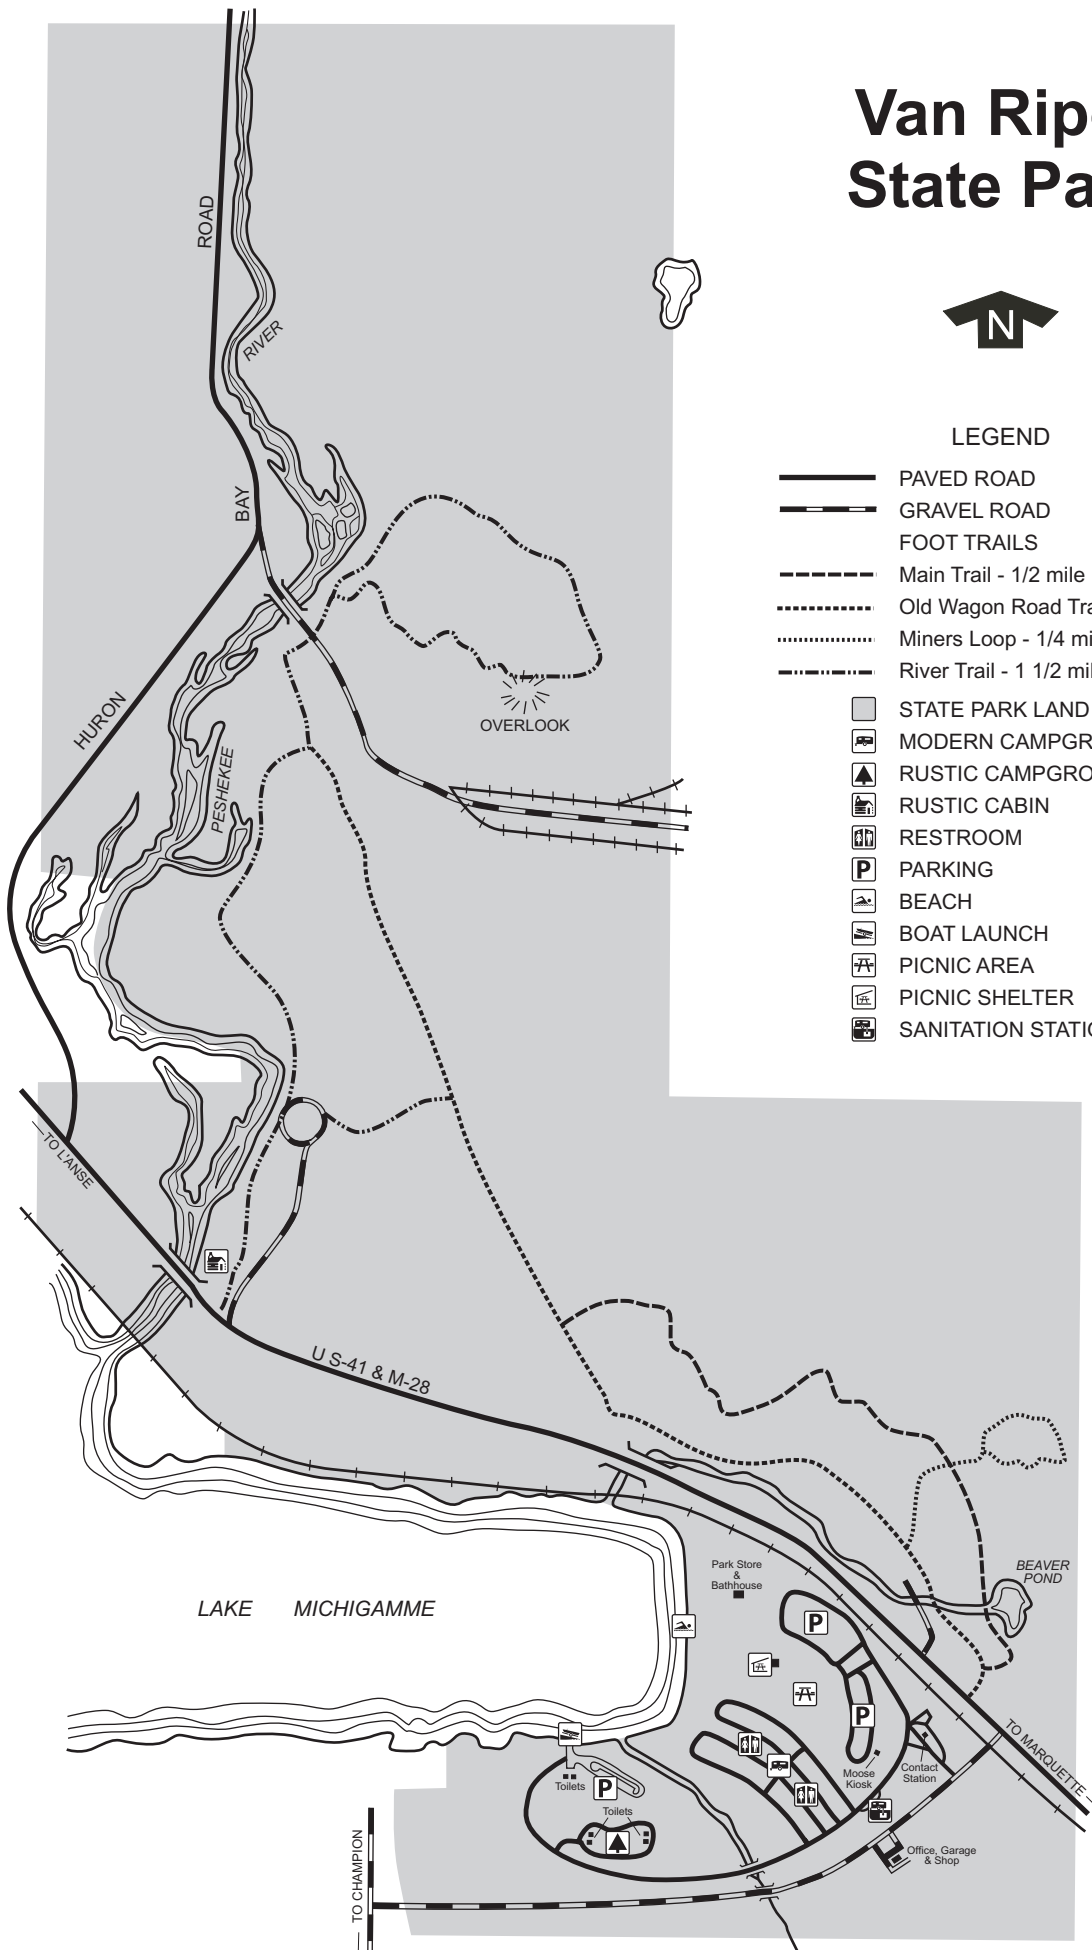 Van Rip
State Pa
N
LEGEND
PAVED ROAD
GRAVEL ROAD
FOOT TRAILS
Main Trail - 1/2 mile
Old Wagon Road Tra
Miners Loop - 1/4 mi
River Trail - 1 1/2 mil
STATE PARK LAND
MODERN CAMPGR
RUSTIC CAMPGRO
RUSTIC CABIN
RESTROOM
P PARKING
BEACH
BOAT LAUNCH
PICNIC AREA
PICNIC SHELTER
SANITATION STATIO
ROAD
RIVER
BAY
HURON
PESHEKEE
OVERLOOK
TO L'ANSE
U S-41 & M-28
LAKE MICHIGAMME
Park Store
&
Bathhouse
BEAVER
POND
P
P
TO MARQUETTE
Contact
Station
Moose
Kiosk
Toilets
P
Toilets
Office, Garage
& Shop
TO CHAMPION